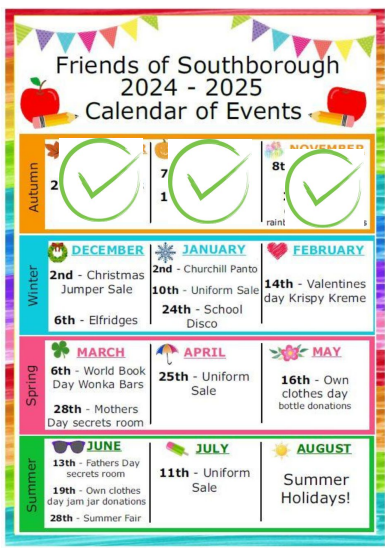 Friends of Southborough
2024 - 2025
Calendar of Events
Autumn
NOVEMBER
8t
7
2
1
rainb
s
Winter
DECEMBER
2nd - Christmas
Jumper Sale
6th - Elfridges
JANUARY
2nd - Churchill Panto
10th - Uniform Sale
24th - School
Disco
FEBRUARY
14th - Valentines
day Krispy Kreme
Spring
MARCH
6th - World Book
Day Wonka Bars
28th - Mothers
Day secrets room
APRIL
25th - Uniform
Sale
MAY
16th - Own
clothes day
bottle donations
Summer
JUNE
13th - Fathers Day
secrets room
19th - Own clothes
day jam jar donations
28th - Summer Fair
JULY
11th - Uniform
Sale
AUGUST
Summer
Holidays!